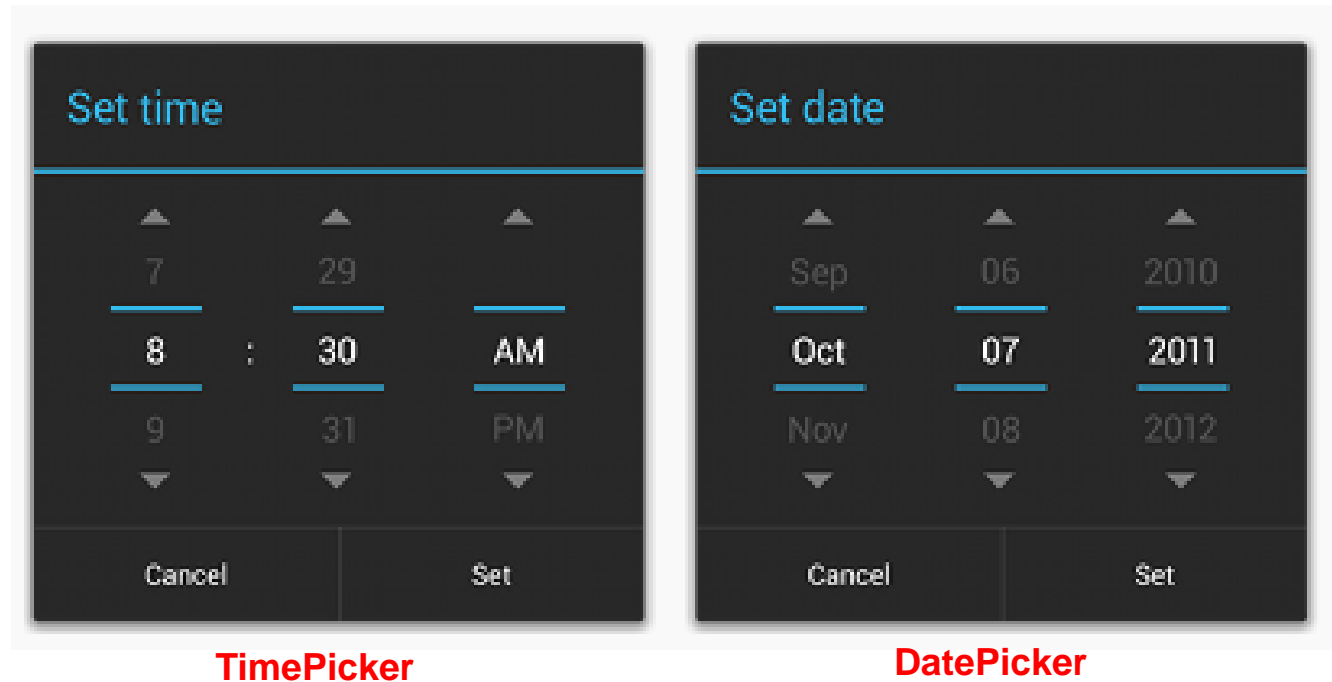 Set time
7 29
8 : 30 AM
9 31 PM
Cancel Set
TimePicker
Set date
Sep 06 2010
Oct 07 2011
Nov 08 2012
Cancel Set
DatePicker